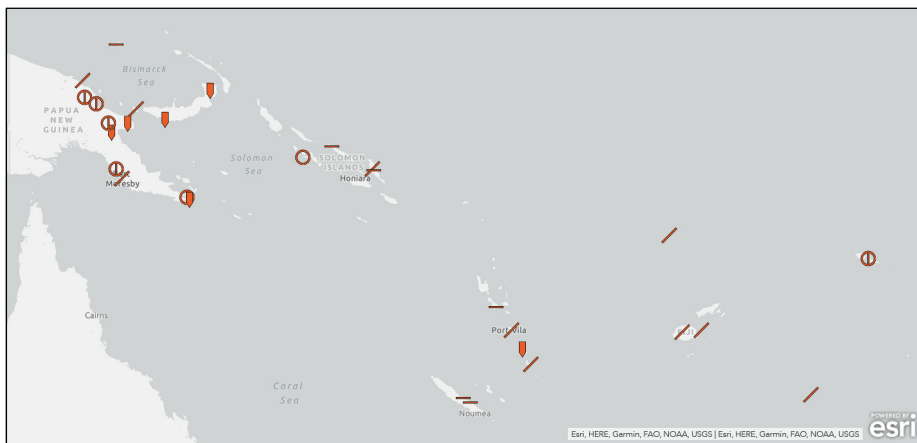 Bismarck
Sea
PAPUA
NEW
GUINEA
Solomon
Sea
SOLOMON
ISLANDS
Honiara
Moresby
Cairns
Port-Vila
FIJI
Coral
Sea
Noumea
Esri, HERE, Garmin, FAO, NOAA, USGS | Esri, HERE, Garmin, FAO, NOAA, USGS
POWERED BY
esri